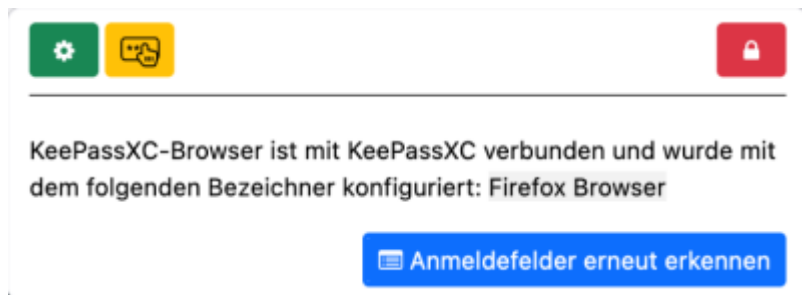 KeePassXC-Browser ist mit KeePassXC verbunden und wurde mit
dem folgenden Bezeichner konfiguriert: Firefox Browser
Anmeldefelder erneut erkennen